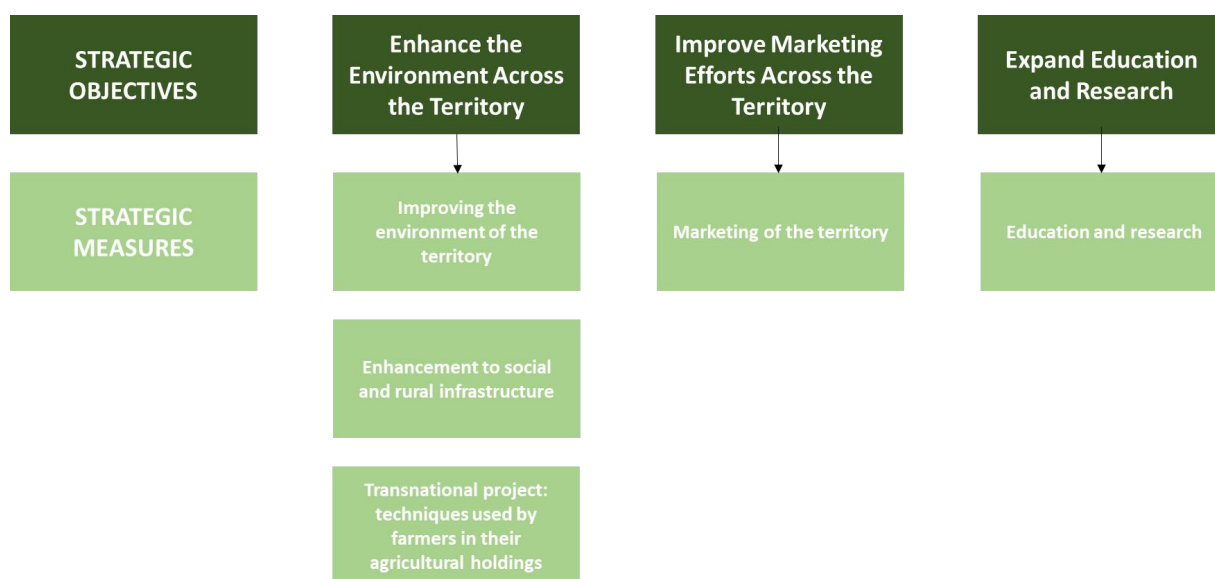 STRATEGIC
OBJECTIVES
Enhance the
Environment Across
the Territory
Improve Marketing
Efforts Across the
Territory
Expand Education
and Research
STRATEGIC
MEASURES
Improving the
environment of the
territory
Marketing of the territory
Education and research
Enhancement to social
and rural infrastructure
Transnational project:
techniques used by
farmers in their
agricultural holdings